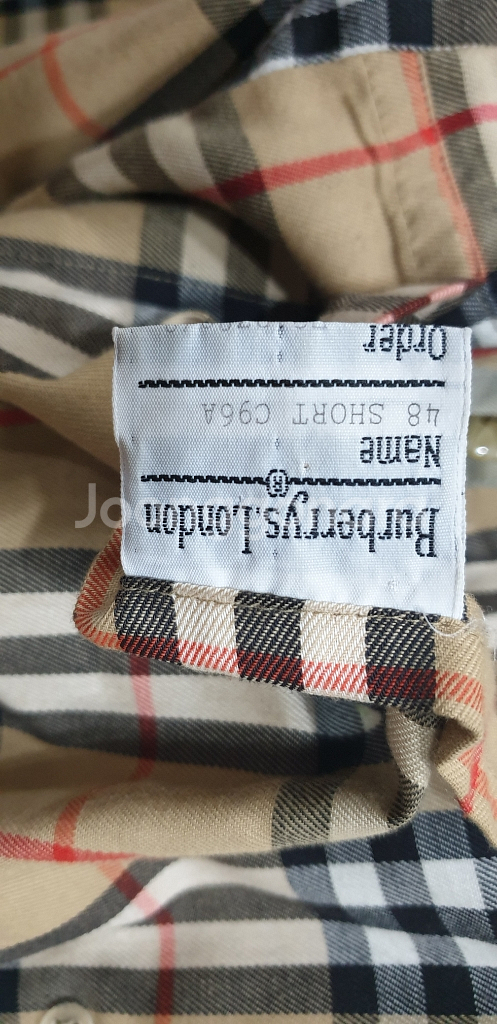 Burberrys.London
®
Name
48 SHORT C96A
Order